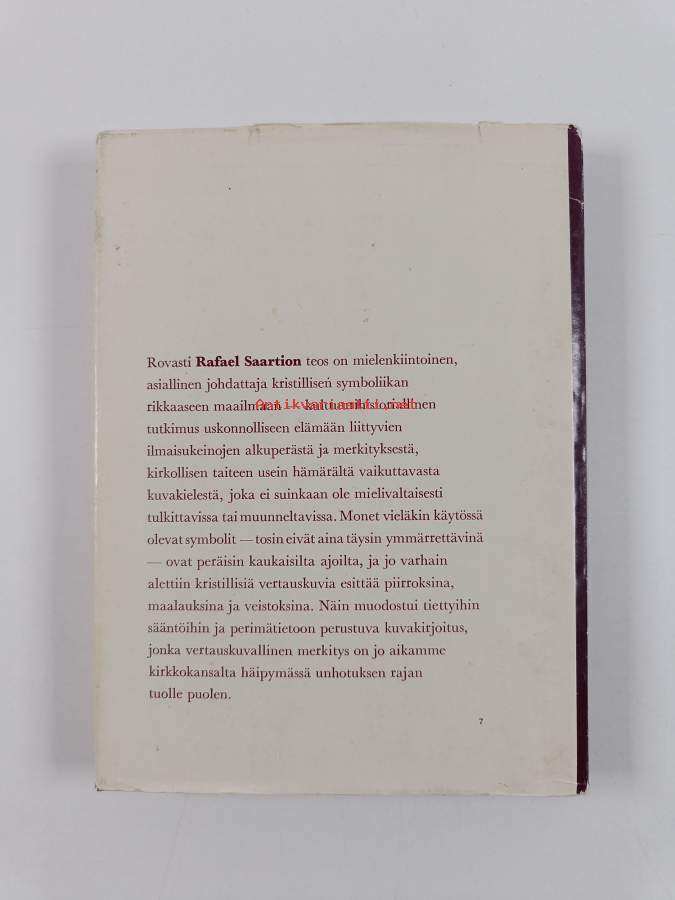 Rovasti Rafael Saartion teos on mielenkiintoinen,
asiallinen johdattaja kristillisen symboliikan
rikkaaseen maailmaan — kulttuurihistoriallinen
tutkimus uskonnolliseen elämään liittyvien
ilmaisukeinojen alkuperästä ja merkityksestä,
kirkollisen taiteen usein hämärältä vaikuttavasta
kuvakielestä, joka ei suinkaan ole mielivaltaisesti
tulkittavissa tai muunneltavissa. Monet vieläkin käytössä
olevat symbolit — tosin eivät aina täysin ymmärrettävinä
— ovat peräisin kaukaisilta ajoilta, ja jo varhain
alettiin kristillisiä vertauskuvia esittää piirroksina,
maalauksina ja veistoksina. Näin muodostui tiettyihin
sääntöihin ja perimätietoon perustuva kuvakirjoitus,
jonka vertauskuvallinen merkitys on jo aikamme
kirkkokansalta häipymässä unhotuksen rajan
tuolle puolen.
7